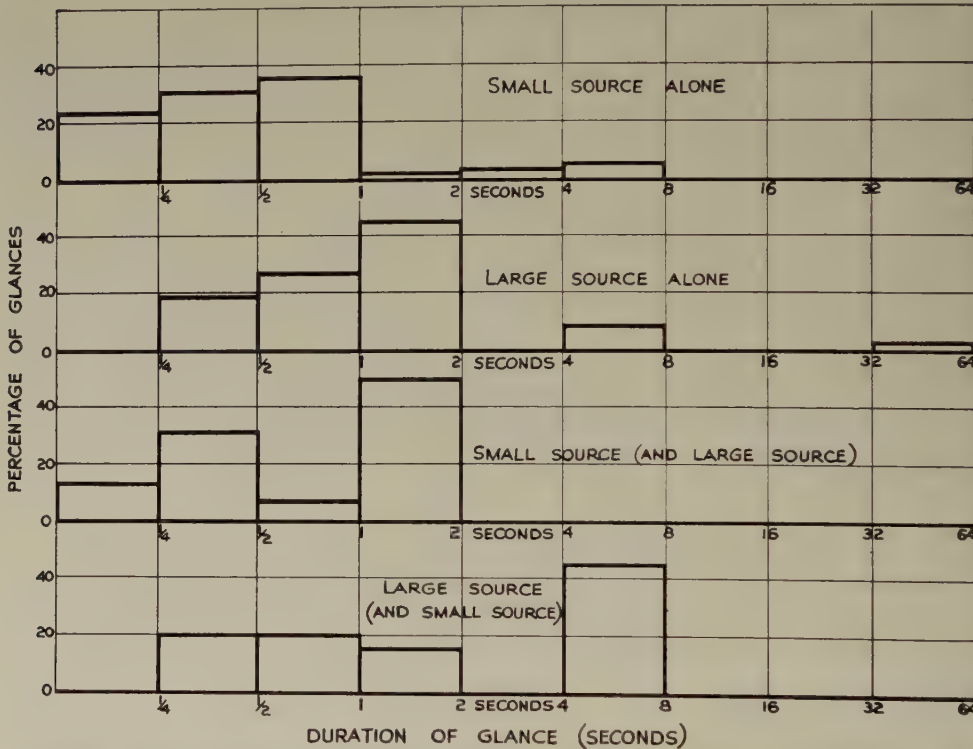 PERCENTAGE OF GLANCES
40
20
0
SMALL SOURCE ALONE
¼ ½ 1 2 SECONDS 4 8 16 32 64
40
20
0
LARGE SOURCE ALONE
¼ ½ 1 2 SECONDS 4 8 16 32 64
40
20
0
SMALL SOURCE (AND LARGE SOURCE)
¼ ½ 1 2 SECONDS 4 8 16 32 64
40
20
0
LARGE SOURCE
(AND SMALL SOURCE)
¼ ½ 1 2 SECONDS 4 8 16 32 64
DURATION OF GLANCE (SECONDS)